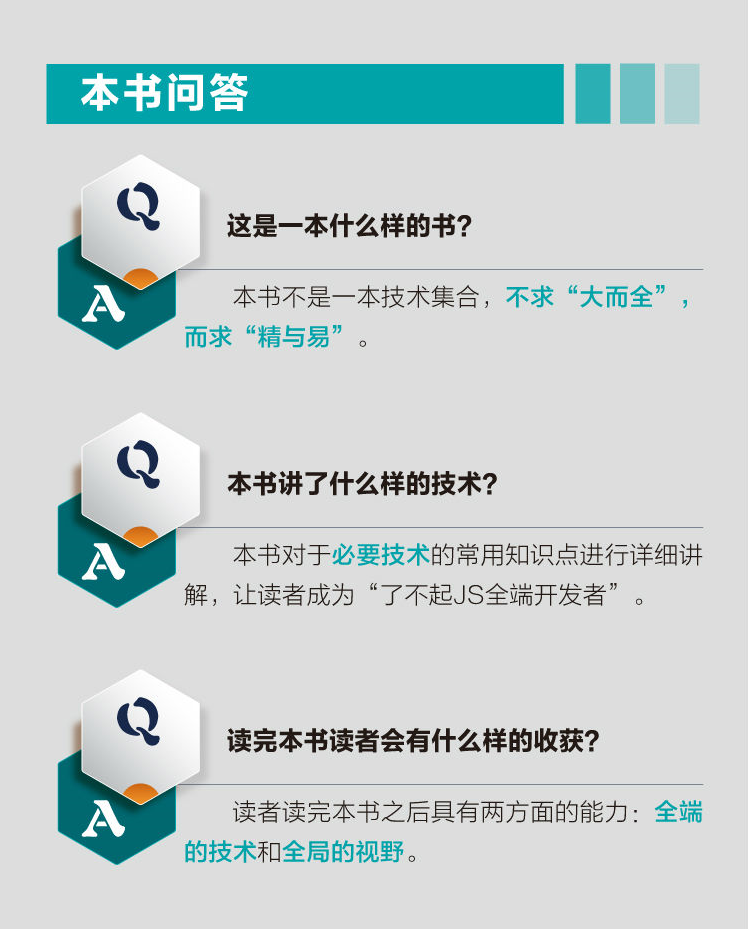 本书问答
Q
这是一本什么样的书？
A
本书不是一本技术集合，不求“大而全”，
而求“精与易”。
Q
本书讲了什么样的技术？
A
本书对于必要技术的常用知识点进行详细讲
解，让读者成为“了不起JS全端开发者”。
Q
读完本书读者会有什么样的收获？
A
读者读完本书之后具有两方面的能力：全端
的技术和全局的视野。